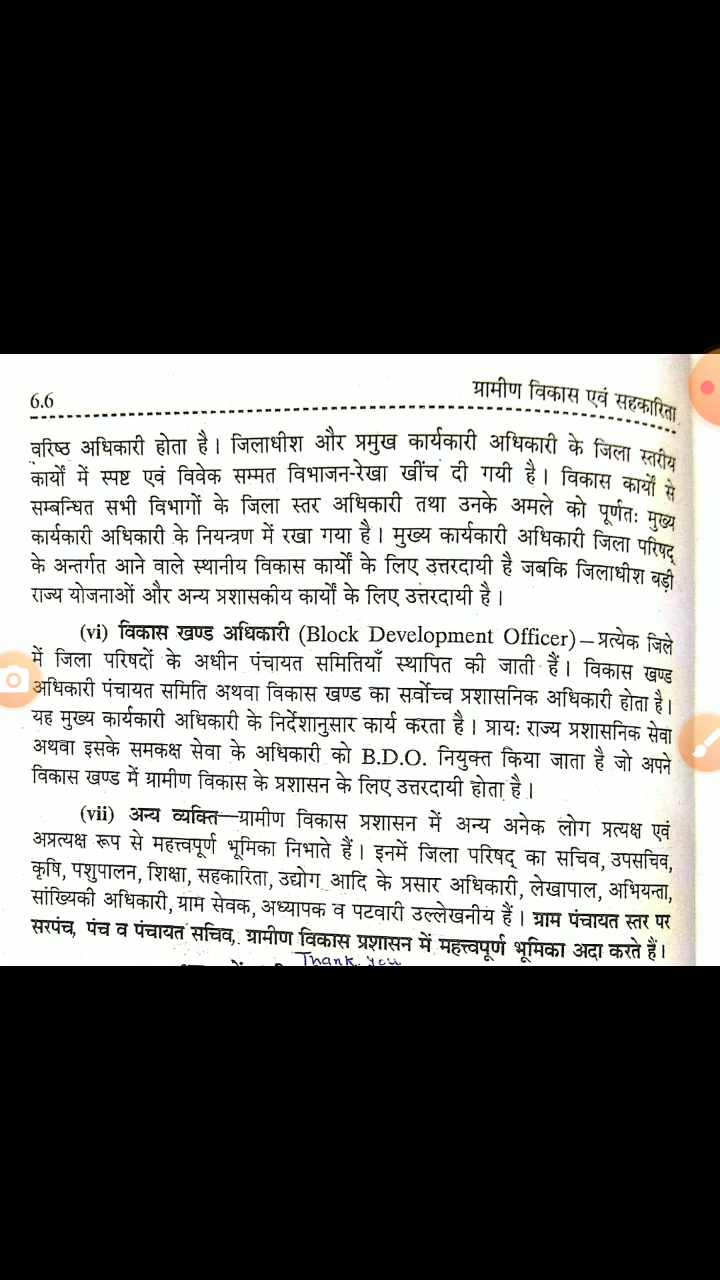 6.6
ग्रामीण विकास एवं सहकारिता
वरिष्ठ अधिकारी होता है। जिलाधीश और प्रमुख कार्यकारी अधिकारी के जिला स्तरीय
कार्यों में स्पष्ट एवं विवेक सम्मत विभाजन-रेखा खींच दी गयी है। विकास कार्यों से
सम्बन्धित सभी विभागों के जिला स्तर अधिकारी तथा उनके अमले को पूर्णतः मुख्य
कार्यकारी अधिकारी के नियन्त्रण में रखा गया है। मुख्य कार्यकारी अधिकारी जिला परिषद्
के अन्तर्गत आने वाले स्थानीय विकास कार्यों के लिए उत्तरदायी है जबकि जिलाधीश बड़ी
राज्य योजनाओं और अन्य प्रशासकीय कार्यों के लिए उत्तरदायी है।
(vi) विकास खण्ड अधिकारी (Block Development Officer)–प्रत्येक जिले
में जिला परिषदों के अधीन पंचायत समितियाँ स्थापित की जाती हैं। विकास खण्ड
अधिकारी पंचायत समिति अथवा विकास खण्ड का सर्वोच्च प्रशासनिक अधिकारी होता है।
यह मुख्य कार्यकारी अधिकारी के निर्देशानुसार कार्य करता है। प्रायः राज्य प्रशासनिक सेवा
अथवा इसके समकक्ष सेवा के अधिकारी को B.D.O. नियुक्त किया जाता है जो अपने
विकास खण्ड में ग्रामीण विकास के प्रशासन के लिए उत्तरदायी होता है।
(vii) अन्य व्यक्ति—ग्रामीण विकास प्रशासन में अन्य अनेक लोग प्रत्यक्ष एवं
अप्रत्यक्ष रूप से महत्त्वपूर्ण भूमिका निभाते हैं। इनमें जिला परिषद् का सचिव, उपसचिव,
कृषि, पशुपालन, शिक्षा, सहकारिता, उद्योग आदि के प्रसार अधिकारी, लेखापाल, अभियन्ता,
सांख्यिकी अधिकारी, ग्राम सेवक, अध्यापक व पटवारी उल्लेखनीय हैं। ग्राम पंचायत स्तर पर
सरपंच, पंच व पंचायत सचिव, ग्रामीण विकास प्रशासन में महत्त्वपूर्ण भूमिका अदा करते हैं।
Thank you